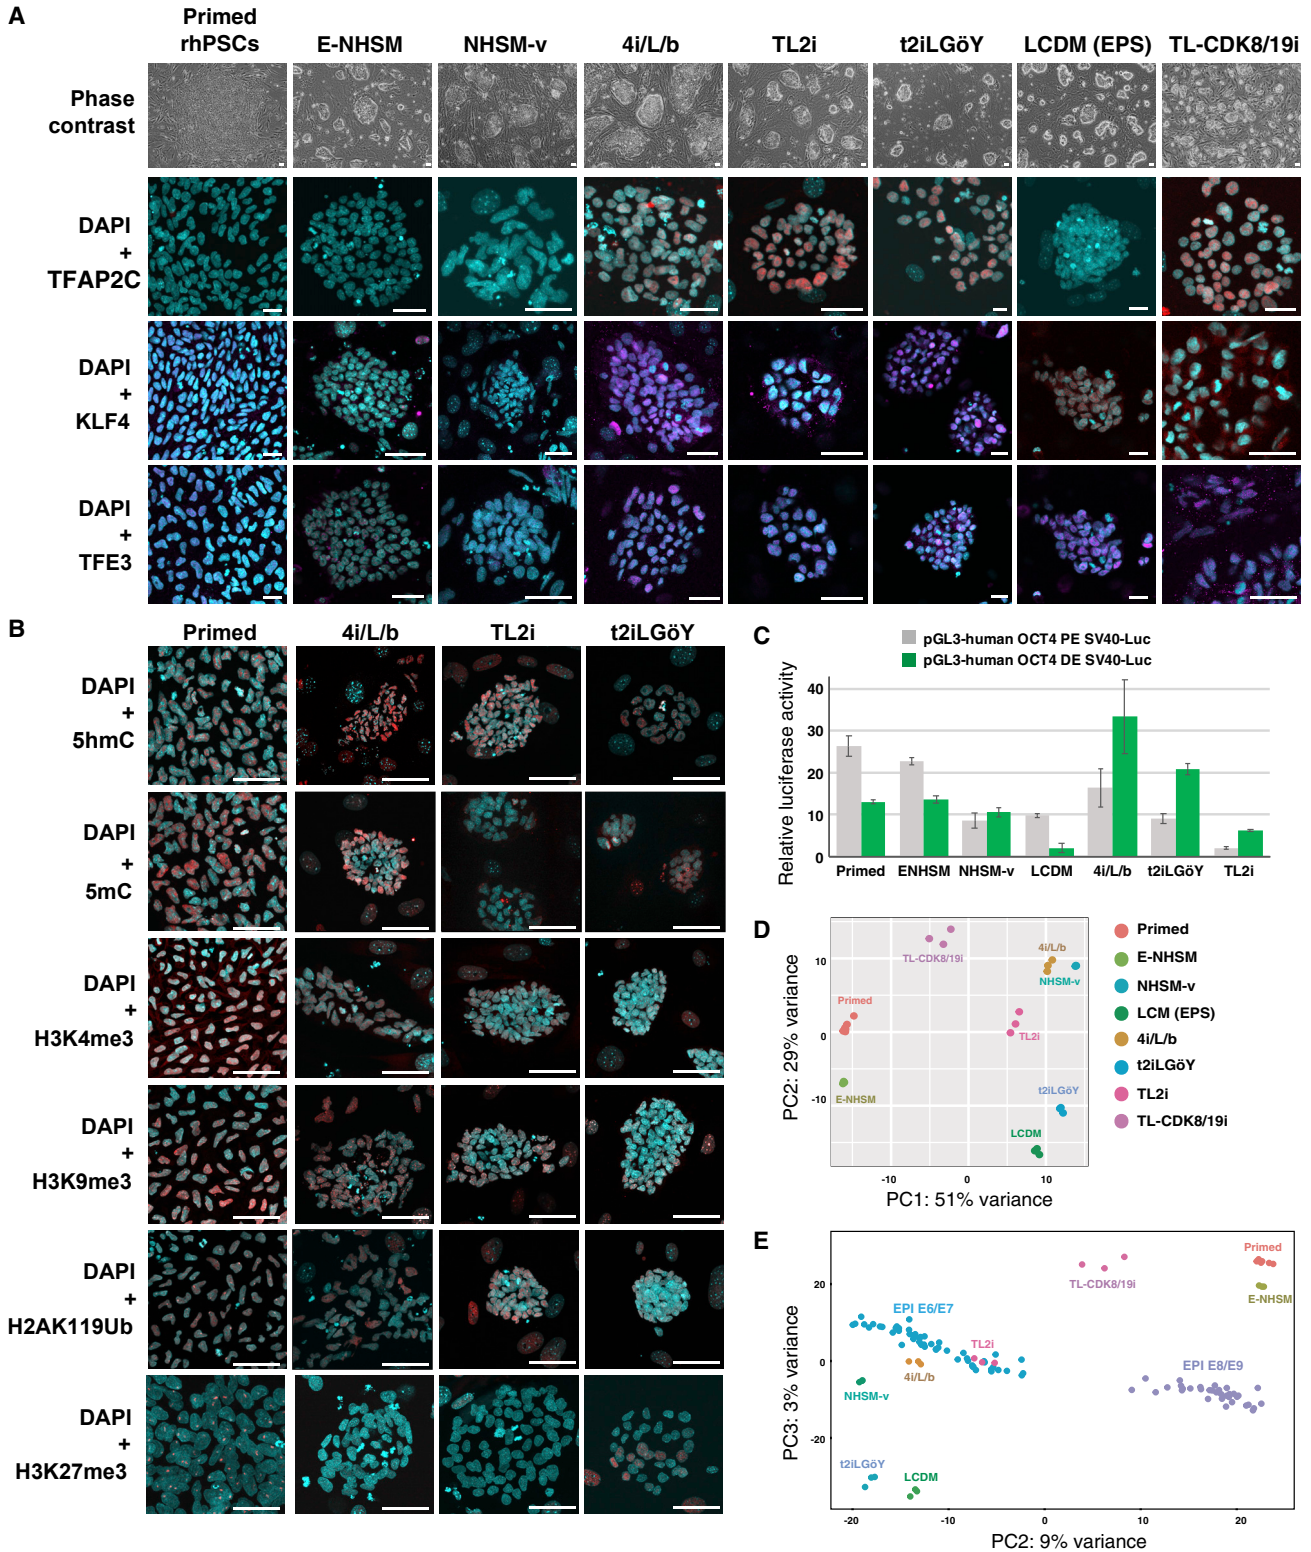 A
Primed
rhPSCs
E-NHSM
NHSM-v
4i/L/b
TL2i
t2iLGöY
LCDM (EPS)
TL-CDK8/19i
Phase
contrast
DAPI
+
TFAP2C
DAPI
+
KLF4
DAPI
+
TFE3
B
Primed
4i/L/b
TL2i
t2iLGöY
DAPI
+
5hmC
DAPI
+
5mC
DAPI
+
H3K4me3
DAPI
+
H3K9me3
DAPI
+
H2AK119Ub
DAPI
+
H3K27me3
C
pGL3-human OCT4 PE SV40-Luc
pGL3-human OCT4 DE SV40-Luc
Relative luciferase activity
40
30
20
10
0
Primed
ENHSM
NHSM-v
LCDM
4i/L/b
t2iLGöY
TL2i
D
PC2: 29% variance
10
0
-10
TL-CDK8/19i
4i/L/b
NHSM-v
Primed
TL2i
E-NHSM
t2iLGöY
LCDM
-10
0
10
PC1: 51% variance
Primed
E-NHSM
NHSM-v
LCM (EPS)
4i/L/b
t2iLGöY
TL2i
TL-CDK8/19i
E
PC3: 3% variance
20
0
-20
Primed
TL-CDK8/19i
E-NHSM
EPI E6/E7
TL2i
4i/L/b
EPI E8/E9
NHSM-v
t2iLGöY
LCDM
-20
-10
0
10
20
PC2: 9% variance